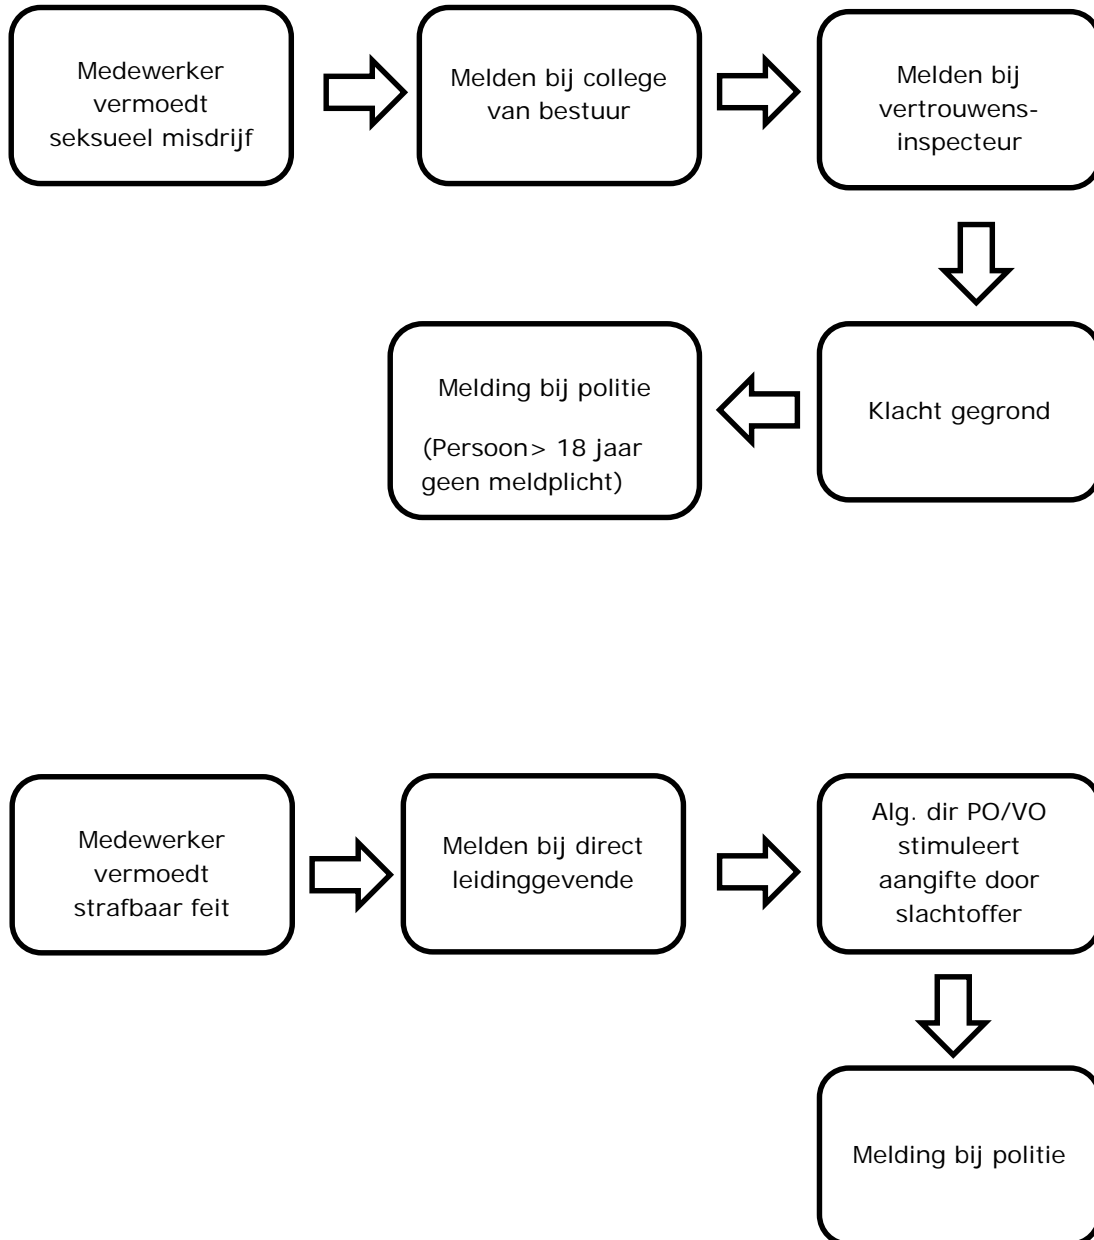 Medewerker
vermoedt
seksueel misdrijf
Melden bij college
van bestuur
Melden bij
vertrouwens-
inspecteur
Klacht gegrond
Melding bij politie
(Persoon> 18 jaar
geen meldplicht)
Medewerker
vermoedt
strafbaar feit
Melden bij direct
leidinggevende
Alg. dir PO/VO
stimuleert
aangifte door
slachtoffer
Melding bij politie